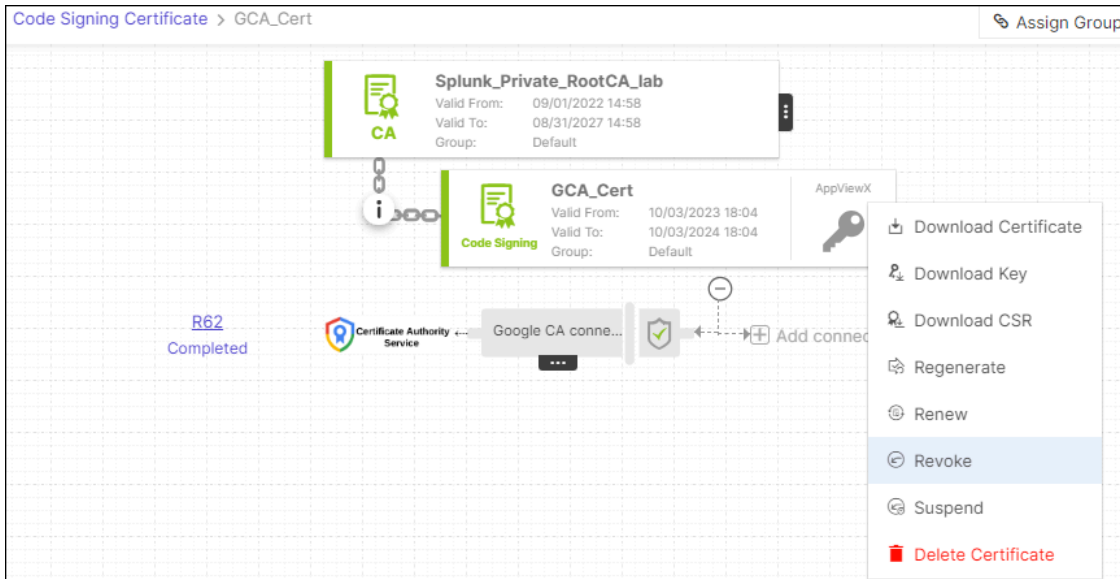 Code Signing Certificate > GCA_Cert
Assign Group
Splunk_Private_RootCA_lab
Valid From: 09/01/2022 14:58
Valid To: 08/31/2027 14:58
Group: Default
CA
GCA_Cert
Valid From: 10/03/2023 18:04
Valid To: 10/03/2024 18:04
Group: Default
Code Signing
AppViewX
i
Download Certificate
Download Key
Download CSR
Regenerate
Renew
Revoke
Suspend
Delete Certificate
R62
Completed
Certificate Authority
Service
Google CA conne...
Add connec